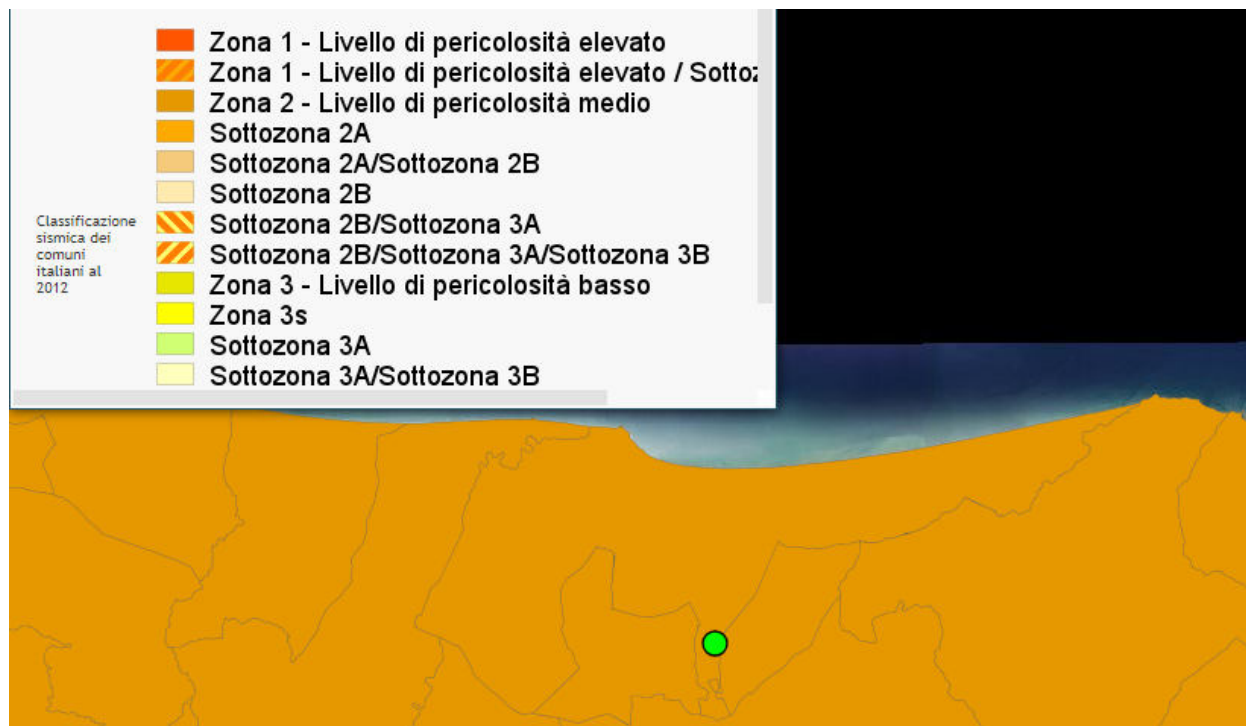 Zona 1 - Livello di pericolosità elevato
Zona 1 - Livello di pericolosità elevato / Sottoz
Zona 2 - Livello di pericolosità medio
Sottozona 2A
Sottozona 2A/Sottozona 2B
Sottozona 2B
Classificazione
sismica dei
comuni
italiani al
2012
Sottozona 2B/Sottozona 3A
Sottozona 2B/Sottozona 3A/Sottozona 3B
Zona 3 - Livello di pericolosità basso
Zona 3s
Sottozona 3A
Sottozona 3A/Sottozona 3B